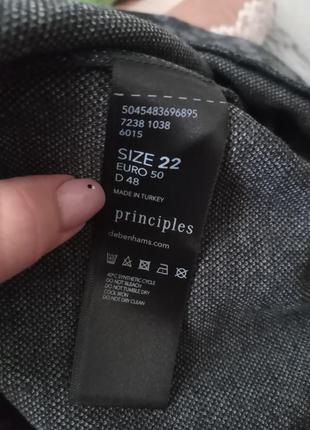 5045483696895
7238 1038
6015
SIZE 22
EURO 50
D 48
MADE IN TURKEY
principles
debenhams.com
40°C SYNTHETIC CYCLE
DO NOT BLEACH
DO NOT TUMBLE DRY
COOL IRON
DO NOT DRY CLEAN